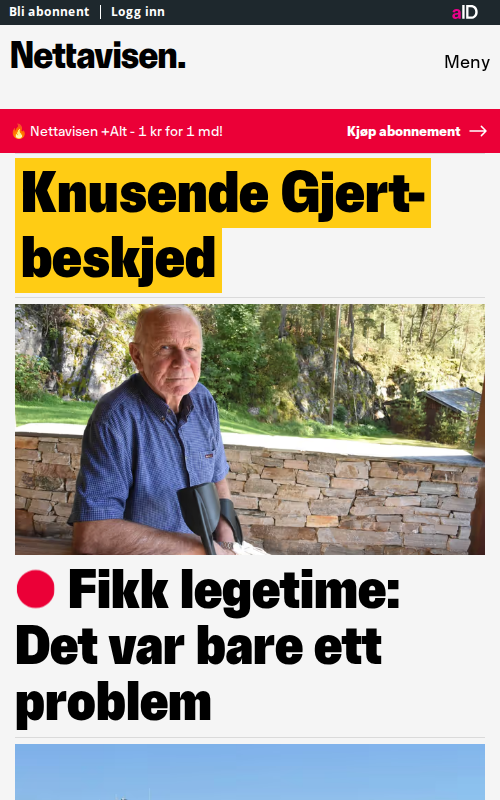 Bli abonnent | Logg inn
aID
Nettavisen.
Meny
🔥 Nettavisen +Alt - 1 kr for 1 md!
Kjøp abonnement →
Knusende Gjert-
beskjed
Fikk legetime:
Det var bare ett
problem